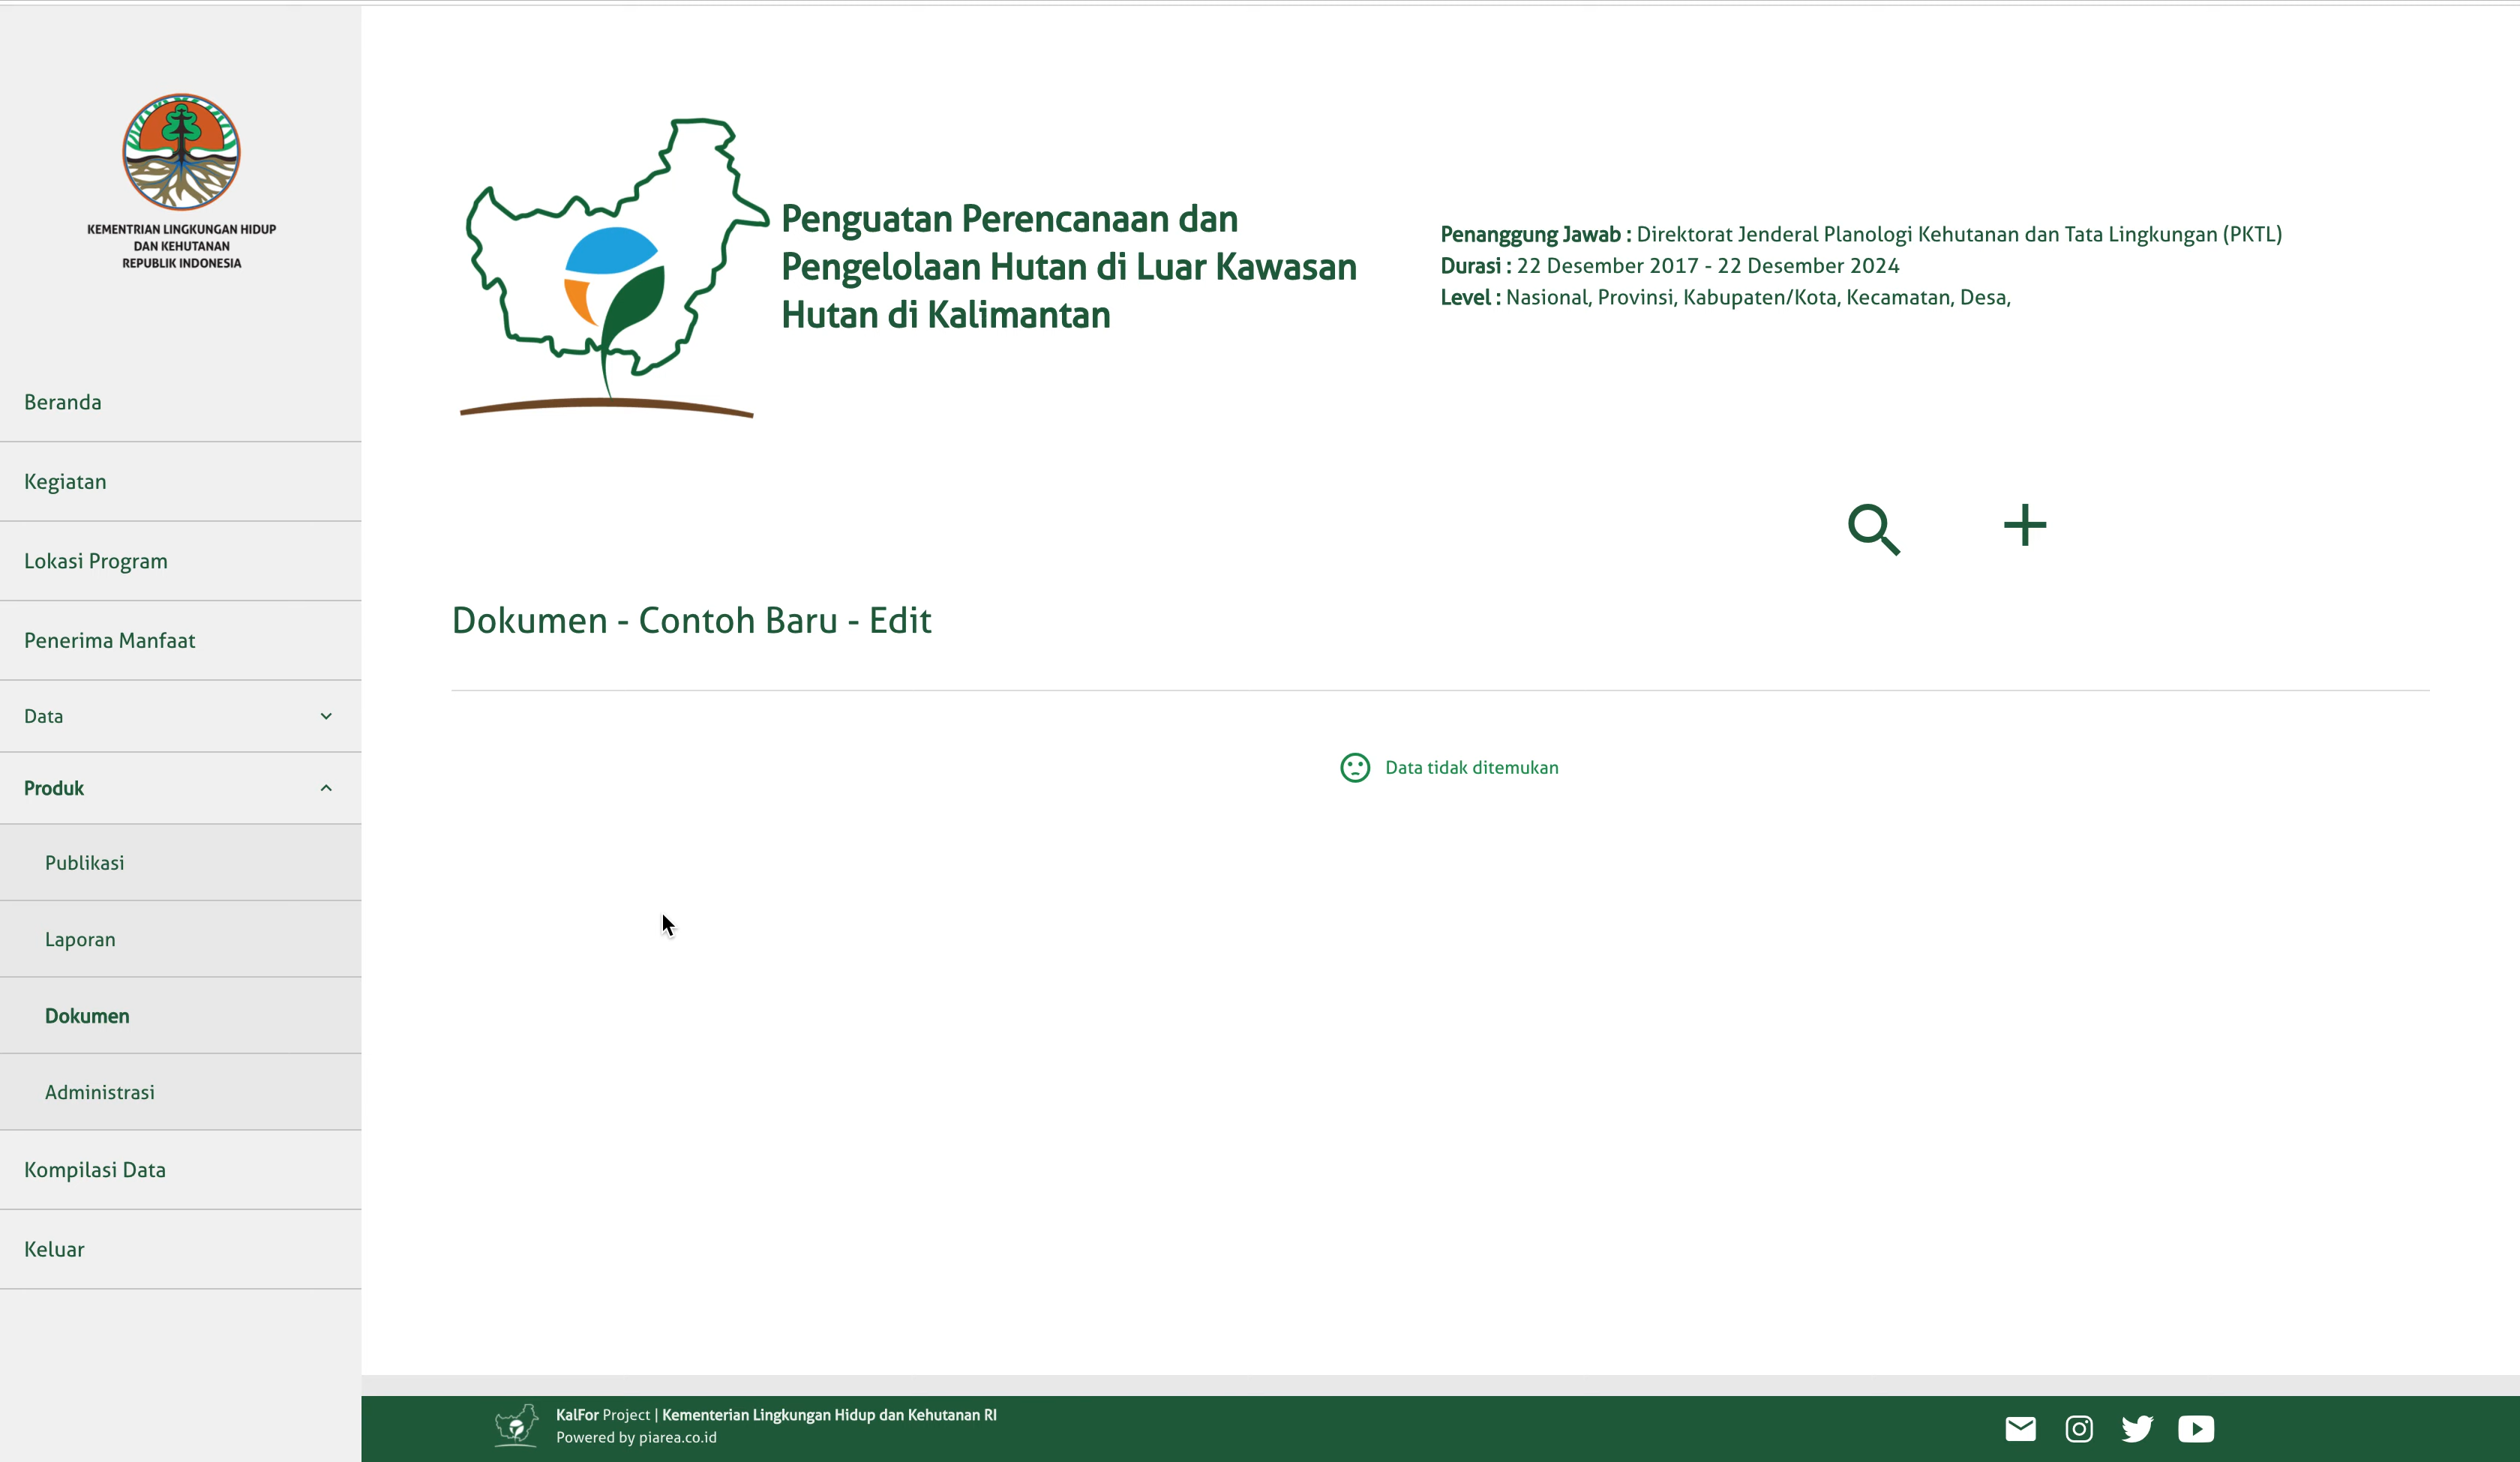 KEMENTRIAN LINGKUNGAN HIDUP
DAN KEHUTANAN
REPUBLIK INDONESIA
Beranda
Kegiatan
Lokasi Program
Penerima Manfaat
Data
Produk
Publikasi
Laporan
Dokumen
Administrasi
Kompilasi Data
Keluar
Penguatan Perencanaan dan
Pengelolaan Hutan di Luar Kawasan
Hutan di Kalimantan
Penanggung Jawab : Direktorat Jenderal Planologi Kehutanan dan Tata Lingkungan (PKTL)
Durasi : 22 Desember 2017 - 22 Desember 2024
Level : Nasional, Provinsi, Kabupaten/Kota, Kecamatan, Desa,
Dokumen - Contoh Baru - Edit
Data tidak ditemukan
KalFor Project | Kementerian Lingkungan Hidup dan Kehutanan RI
Powered by piarea.co.id